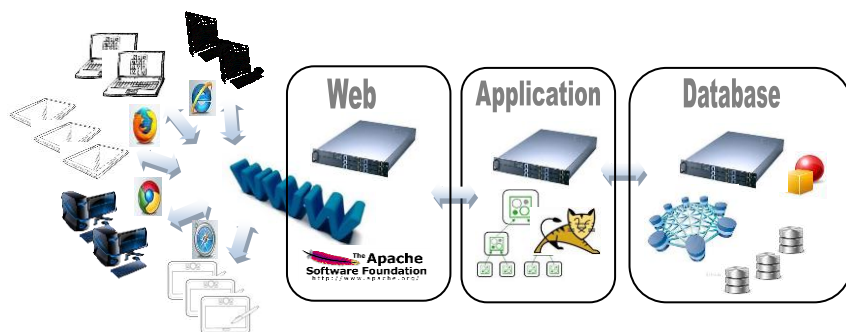 Web
Application
Database
The Apache
Software Foundation
http://www.apache.org/